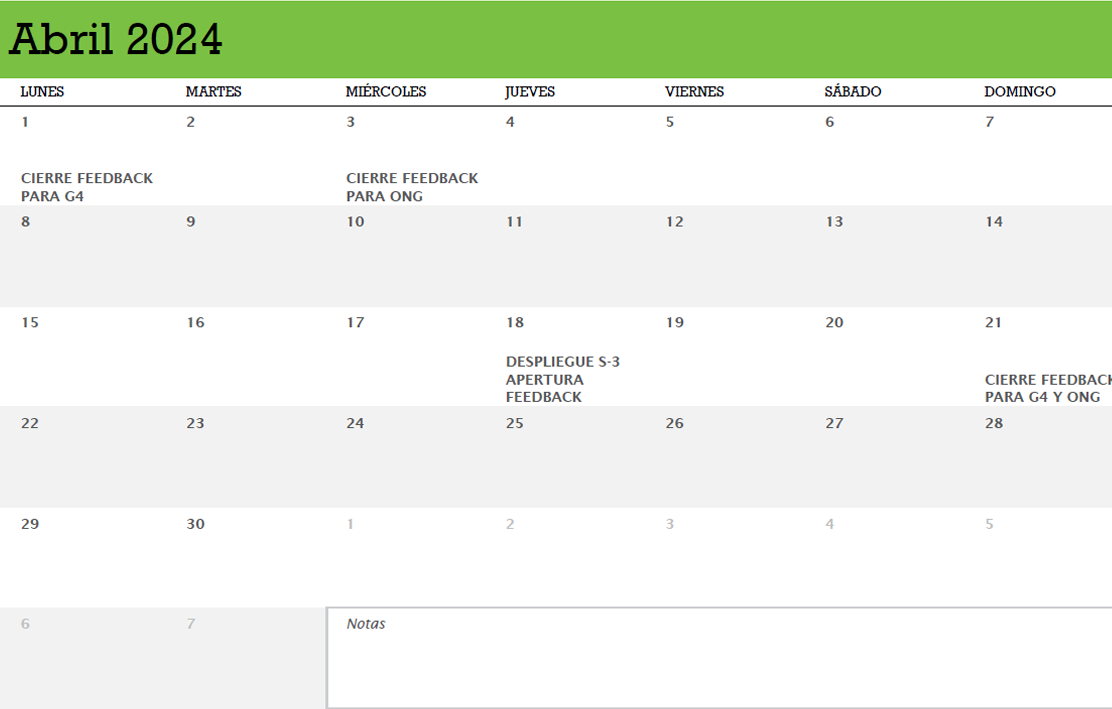 Abril 2024
LUNES MARTES MIÉRCOLES JUEVES VIERNES SÁBADO DOMINGO
1 2 3 4 5 6 7
CIERRE FEEDBACK CIERRE FEEDBACK
PARA G4 PARA ONG
8 9 10 11 12 13 14
15 16 17 18 19 20 21
DESPLIEGUE S-3
APERTURA CIERRE FEEDBACK
FEEDBACK PARA G4 Y ONG
22 23 24 25 26 27 28
29 30 1 2 3 4 5
6 7 Notas